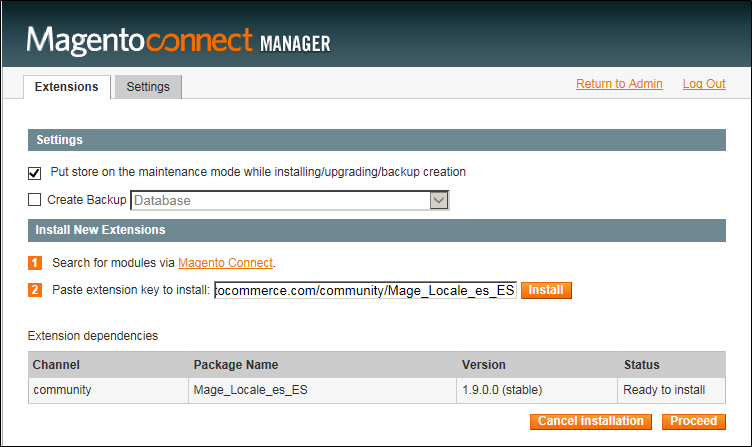 Magentoconnect MANAGER
Extensions Settings Return to Admin Log Out
Settings
Put store on the maintenance mode while installing/upgrading/backup creation
Create Backup Database
Install New Extensions
1 Search for modules via Magento Connect.
2 Paste extension key to install: tocommerce.com/community/Mage_Locale_es_ES Install
Extension dependencies
Channel Package Name Version Status
community Mage_Locale_es_ES 1.9.0.0 (stable) Ready to install
Cancel installation Proceed